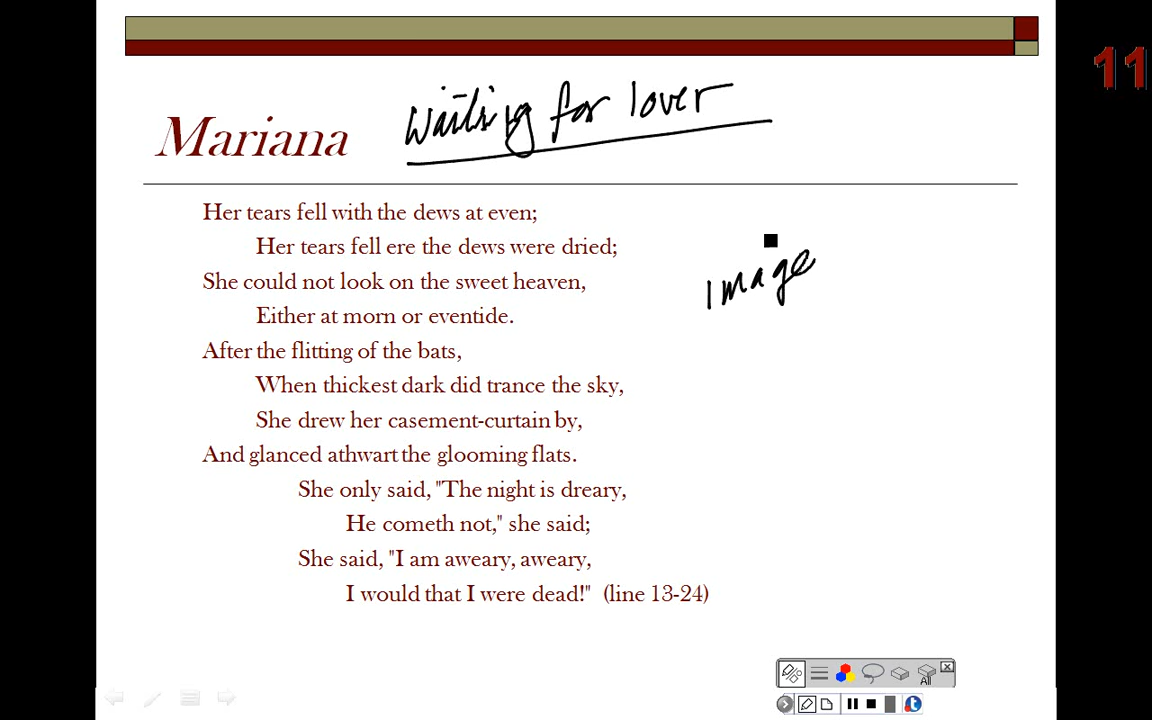 11
Mariana waiting for lover
Her tears fell with the dews at even;
Her tears fell ere the dews were dried;
She could not look on the sweet heaven,
Either at morn or eventide.
After the flitting of the bats,
When thickest dark did trance the sky,
She drew her casement-curtain by,
And glanced athwart the glooming flats.
She only said, "The night is dreary,
He cometh not," she said;
She said, "I am aweary, aweary,
I would that I were dead!" (line 13-24)
image
All